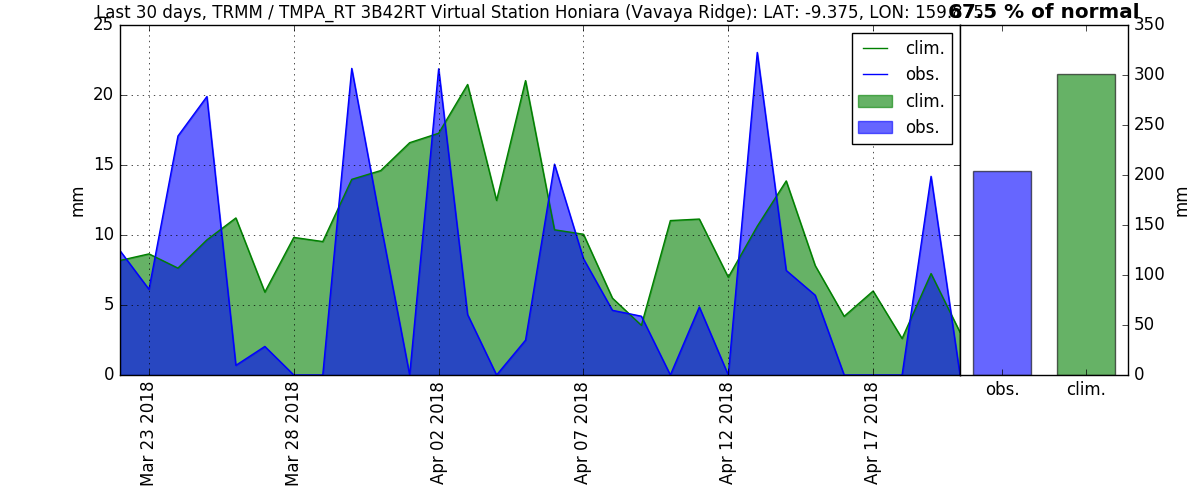 Last 30 days, TRMM / TMPA_RT 3B42RT Virtual Station Honiara (Vavaya Ridge): LAT: -9.375, LON:
67.5 % of normal
25
20
15
10
5
0
mm
clim.
obs.
clim.
obs.
350
300
250
200
150
100
50
0
mm
obs.
clim.
Mar 23 2018
Mar 28 2018
Apr 02 2018
Apr 07 2018
Apr 12 2018
Apr 17 2018